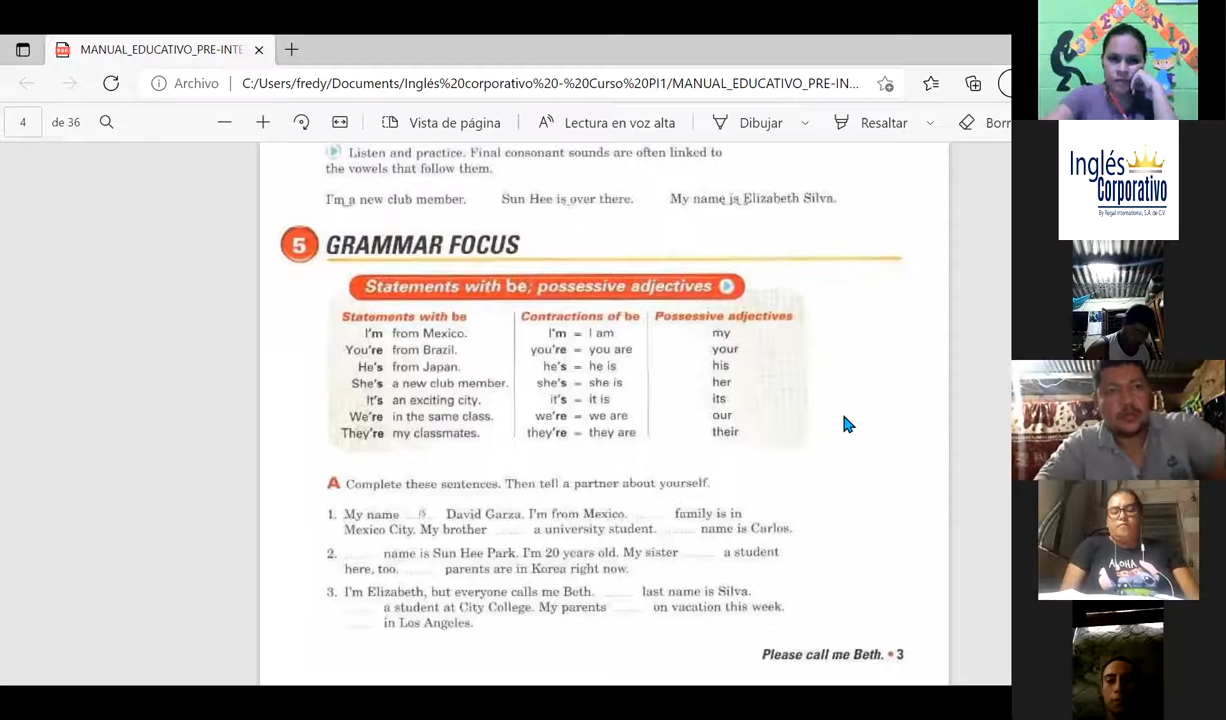 MANUAL_EDUCATIVO_PRE-INTE
Archivo
C:/Users/fredy/Documents/Inglés%20corporativo%20-%20Curso%20PI1/MANUAL_EDUCATIVO_PRE-IN...
4 de 36
Vista de página
Lectura en voz alta
Dibujar
Resaltar
Borr
Listen and practice. Final consonant sounds are often linked to
the vowels that follow them.
I'm a new club member. Sun Hee is over there. My name is Elizabeth Silva.
5 GRAMMAR FOCUS
Statements with be; possessive adjectives
Statements with be Contractions of be Possessive adjectives
I'm from Mexico. I'm = I am my
You're from Brazil. you're = you are your
He's from Japan. he's = he is his
She's a new club member. she's = she is her
It's an exciting city. it's = it is its
We're in the same class. we're = we are our
They're my classmates. they're = they are their
A Complete these sentences. Then tell a partner about yourself.
1. My name is David Garza. I'm from Mexico. family is in
Mexico City. My brother a university student. name is Carlos.
2. name is Sun Hee Park. I'm 20 years old. My sister a student
here, too. parents are in Korea right now.
3. I'm Elizabeth, but everyone calls me Beth. last name is Silva.
a student at City College. My parents on vacation this week.
in Los Angeles.
Please call me Beth. • 3
Inglés
Corporativo
By Regail International, S.A. de C.V.
ALOHA